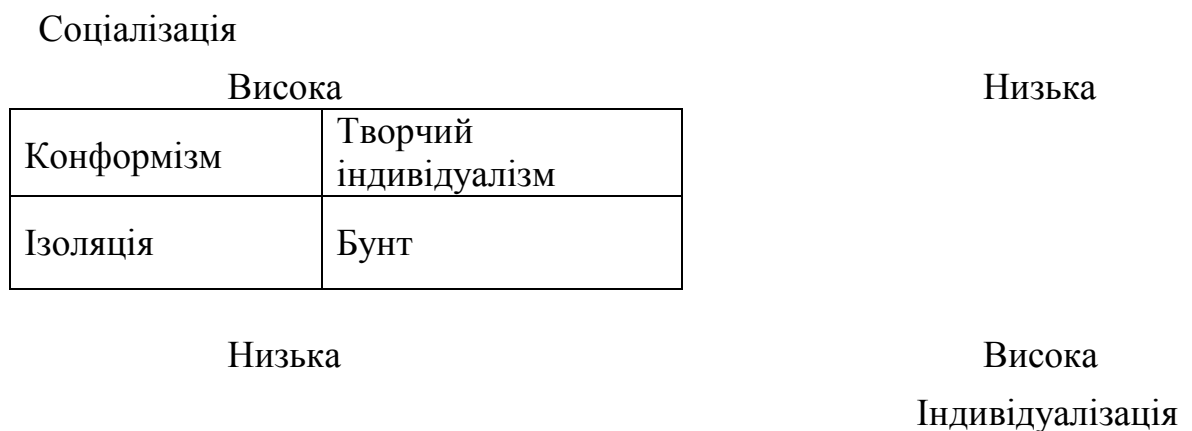 Соціалізація
Висока Низька
Конформізм
Творчий
індивідуалізм
Ізоляція
Бунт
Низька Висока
Індивідуалізація